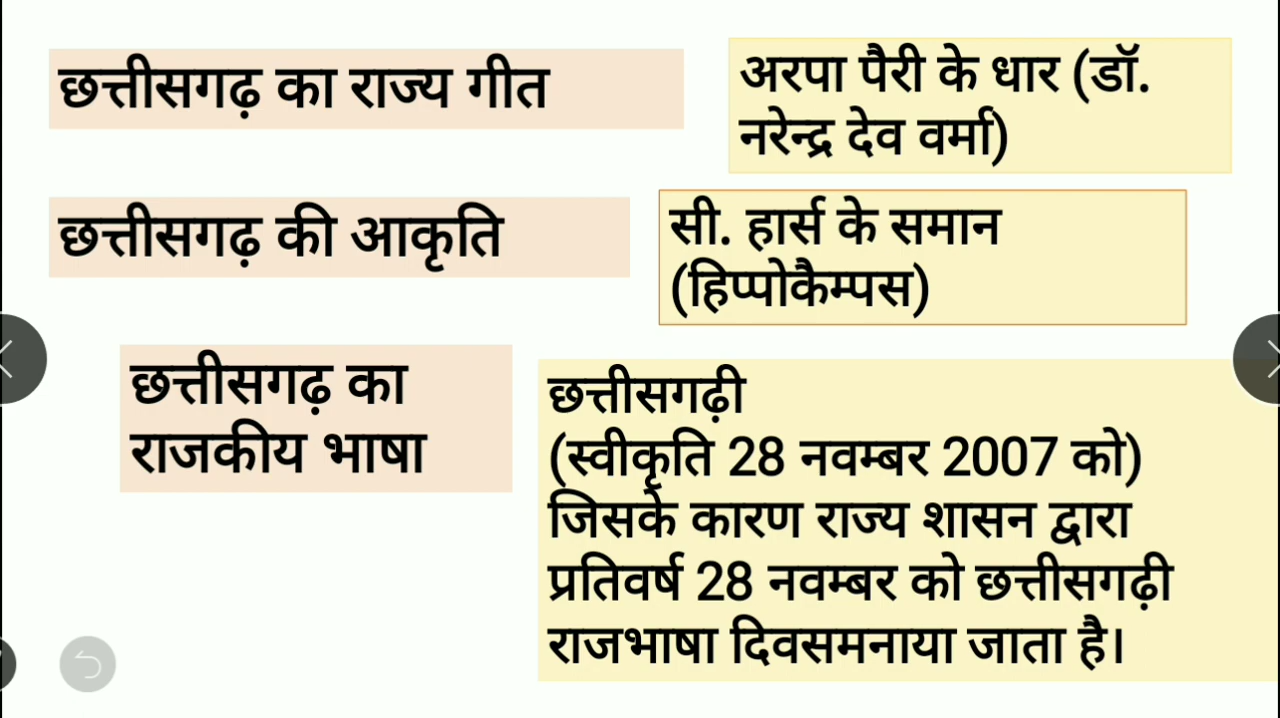 छत्तीसगढ़ का राज्य गीत
अरपा पैरी के धार (डॉ.
नरेन्द्र देव वर्मा)
छत्तीसगढ़ की आकृति
सी. हार्स के समान
(हिप्पोकैम्पस)
छत्तीसगढ़ का
राजकीय भाषा
छत्तीसगढ़ी
(स्वीकृति 28 नवम्बर 2007 को)
जिसके कारण राज्य शासन द्वारा
प्रतिवर्ष 28 नवम्बर को छत्तीसगढ़ी
राजभाषा दिवसमनाया जाता है।